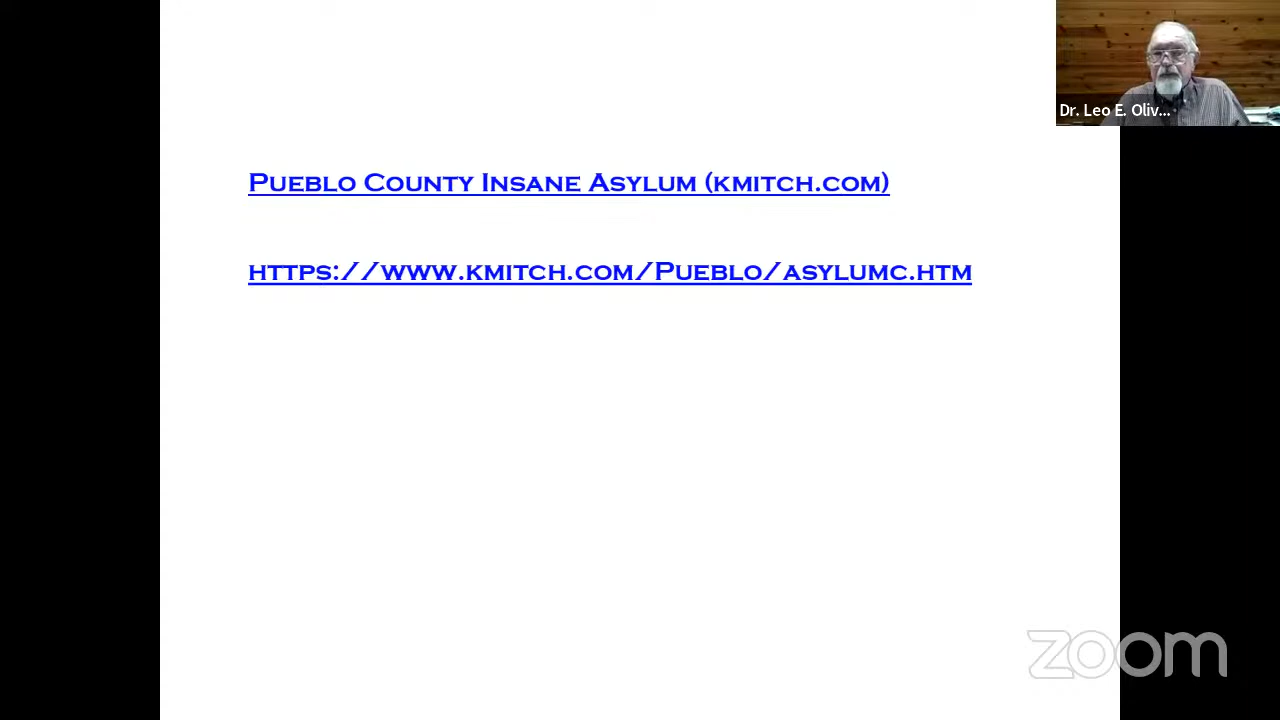 Dr. Leo E. Oliv...
Pueblo County Insane Asylum (kmitch.com)
https://www.kmitch.com/Pueblo/asylumc.htm
zoom